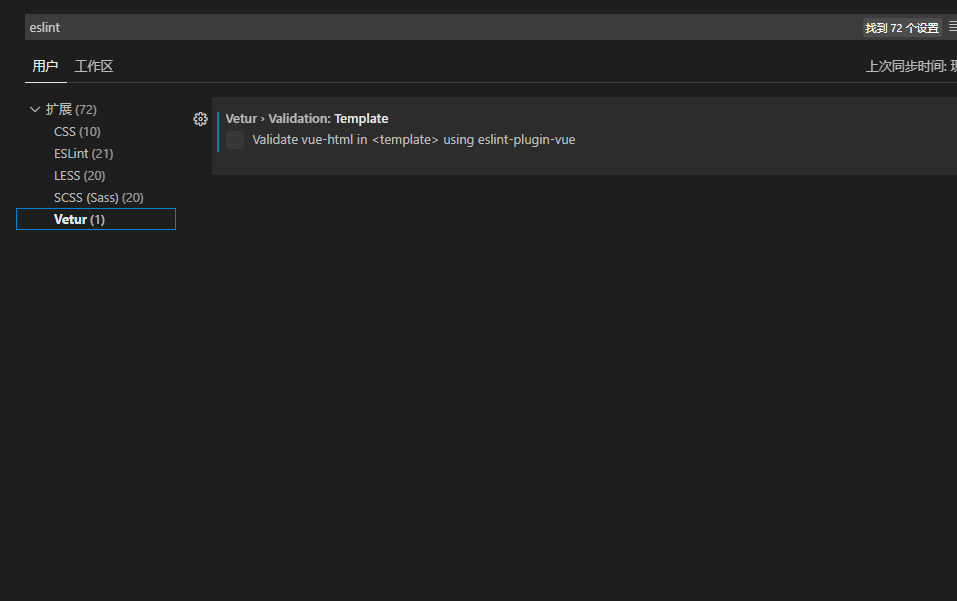 eslint
找到 72 个设置
用户 工作区
上次同步时间:
扩展 (72)
CSS (10)
ESLint (21)
LESS (20)
SCSS (Sass) (20)
Vetur (1)
Vetur › Validation: Template
Validate vue-html in <template> using eslint-plugin-vue